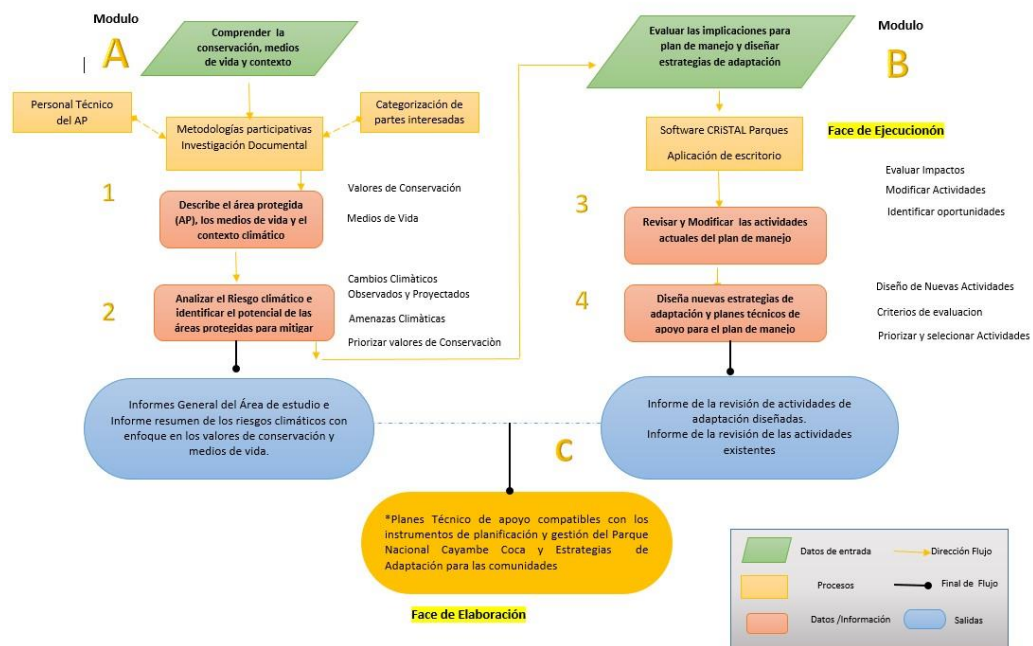 Modulo
A
Comprender la
conservación, medios
de vida y contexto
Personal Técnico
del AP
Metodologías participativas
Investigación Documental
Categorización de
partes interesadas
1
Describe el área protegida
(AP), los medios de vida y el
contexto climático
Valores de Conservación
Medios de Vida
2
Analizar el Riesgo climático e
identificar el potencial de las
áreas protegidas para mitigar
Cambios Climàticos
Observados y Proyectados
Amenazas Climàticas
Priorizar valores de Conservaciòn
Informes General del Área de estudio e
Informe resumen de los riesgos climáticos con
enfoque en los valores de conservación y
medios de vida.
Modulo
B
Evaluar las implicaciones para
plan de manejo y diseñar
estrategias de adaptación
Software CRiSTAL Parques
Aplicación de escritorio
Face de Ejecucionón
3
Revisar y Modificar las actividades
actuales del plan de manejo
Evaluar Impactos
Modificar Actividades
Identificar oportunidades
4
Diseña nuevas estrategias de
adaptación y planes técnicos de
apoyo para el plan de manejo
Diseño de Nuevas Actividades
Criterios de evaluacion
Priorizar y selecionar Actividades
Informe de la revisión de actividades de
adaptación diseñadas.
Informe de la revisión de las actividades
existentes
C
*Planes Técnico de apoyo compatibles con los
instrumentos de planificación y gestión del Parque
Nacional Cayambe Coca y Estrategias de
Adaptación para las comunidades
Face de Elaboración
Datos de entrada
Dirección Flujo
Procesos
Final de Flujo
Datos /Información
Salidas